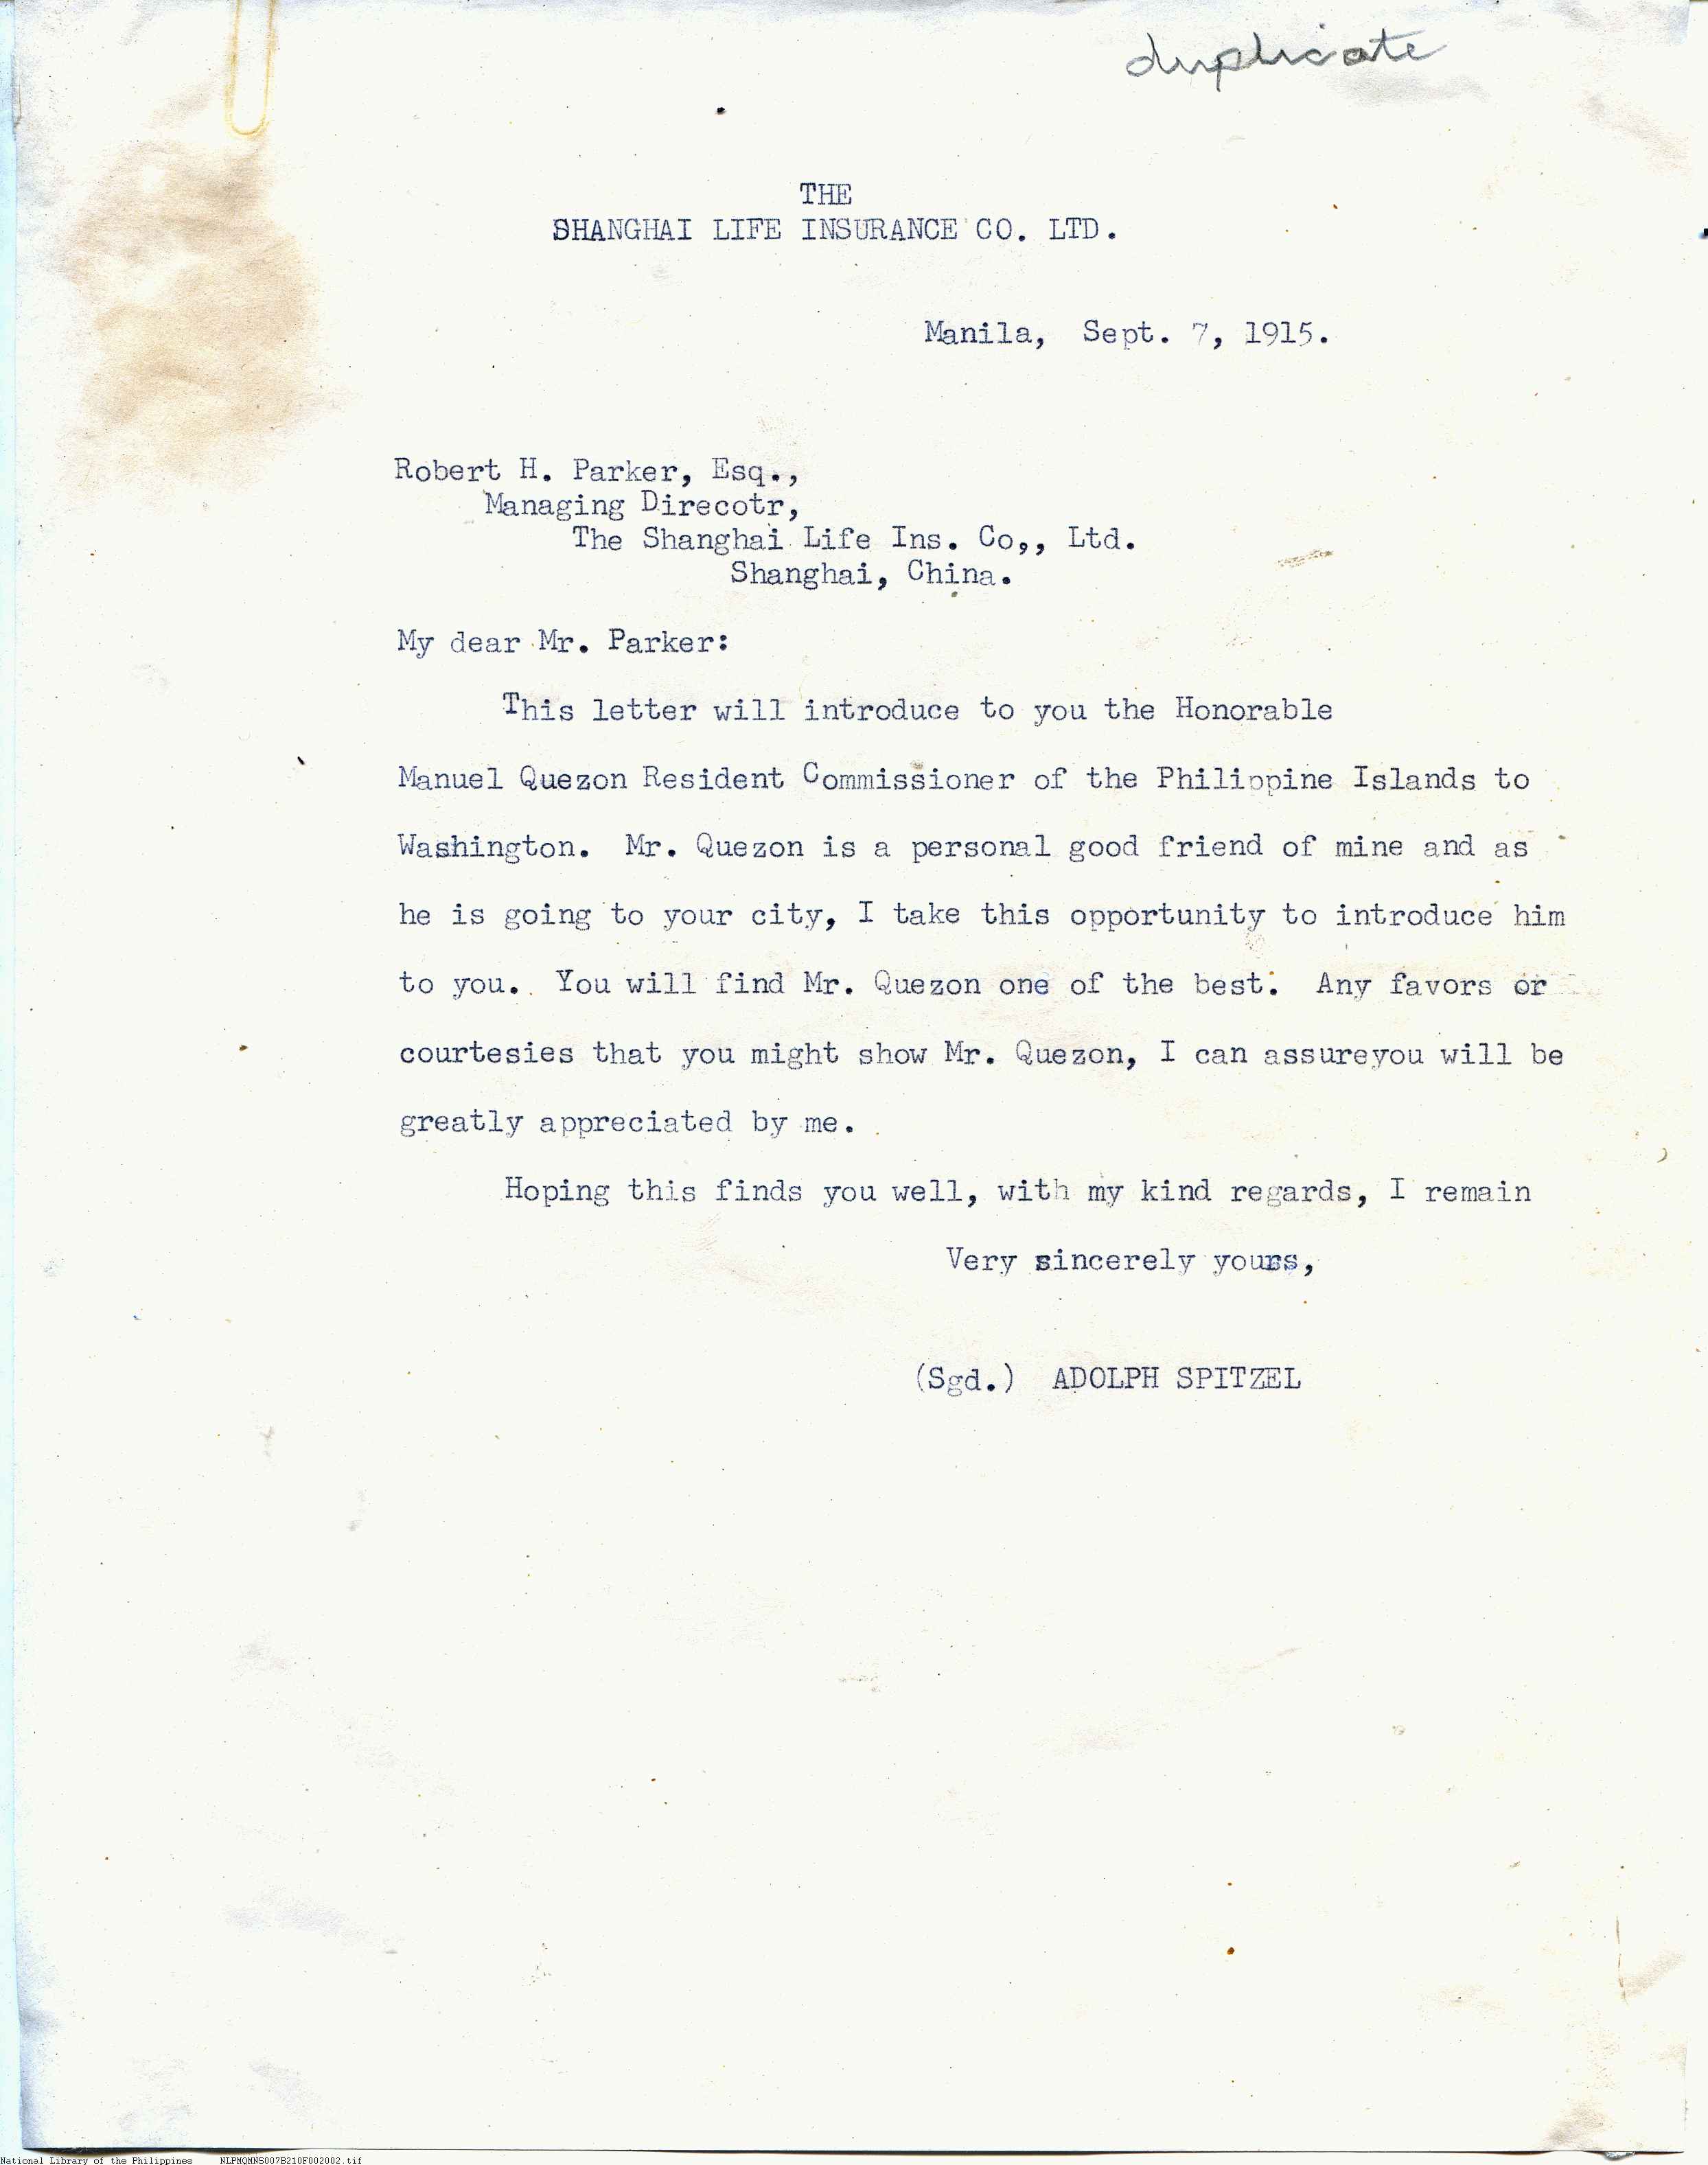 duplicate
THE
SHANGHAI LIFE INSURANCE CO. LTD.
Manila, Sept. 7, 1915.
Robert H. Parker, Esq.,
Managing Direcotr,
The Shanghai Life Ins. Co,, Ltd.
Shanghai, China.
My dear Mr. Parker:
This letter will introduce to you the Honorable
Manuel Quezon Resident Commissioner of the Philippine Islands to
Washington. Mr. Quezon is a personal good friend of mine and as
he is going to your city, I take this opportunity to introduce him
to you. You will find Mr. Quezon one of the best. Any favors or
courtesies that you might show Mr. Quezon, I can assureyou will be
greatly appreciated by me.
Hoping this finds you well, with my kind regards, I remain
Very sincerely yours,
(Sgd.) ADOLPH SPITZEL
National Library of the Philippines NLPMQMNS007B210F002002.tif